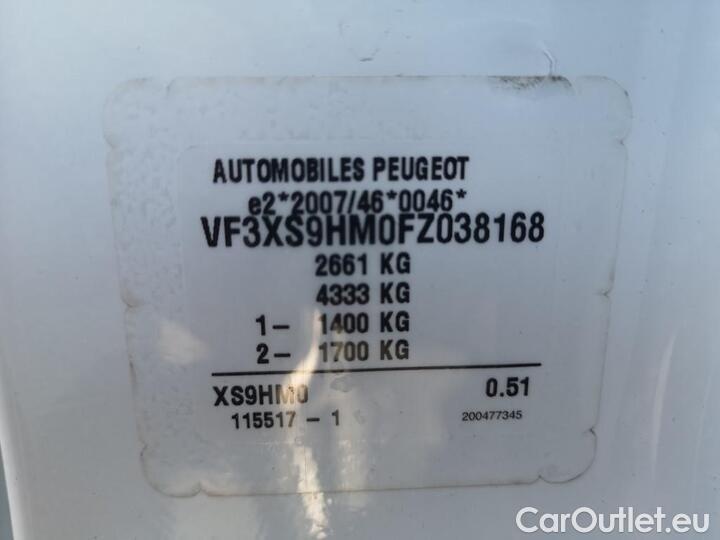 AUTOMOBILES PEUGEOT
e2*2007/46*0046*
VF3XS9HM0FZ038168
2661 KG
4333 KG
1- 1400 KG
2- 1700 KG
XS9HM0 0.51
115517 - 1 200477345
CarOutlet.eu